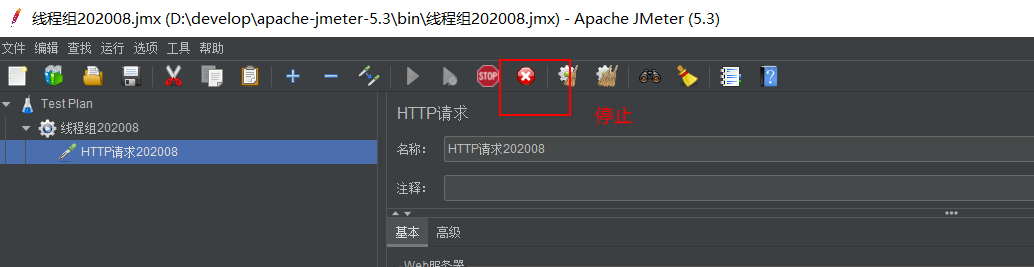 线程组202008.jmx (D:\develop\apache-jmeter-5.3\bin\线程组202008.jmx) - Apache JMeter (5.3)
文件 编辑 查找 运行 选项 工具 帮助
STOP
停止
Test Plan
线程组202008
HTTP请求202008
HTTP请求
名称: HTTP请求202008
注释:
基本 高级
Web服务器